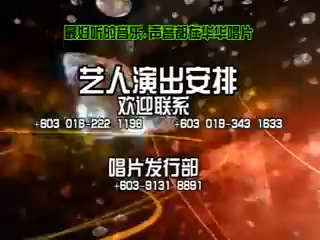 最好听的音乐.声音都在华华唱片
艺人演出安排
欢迎联系
+603 016-222 1198 +603 019-343 1633
唱片发行部
+603-9131 8891